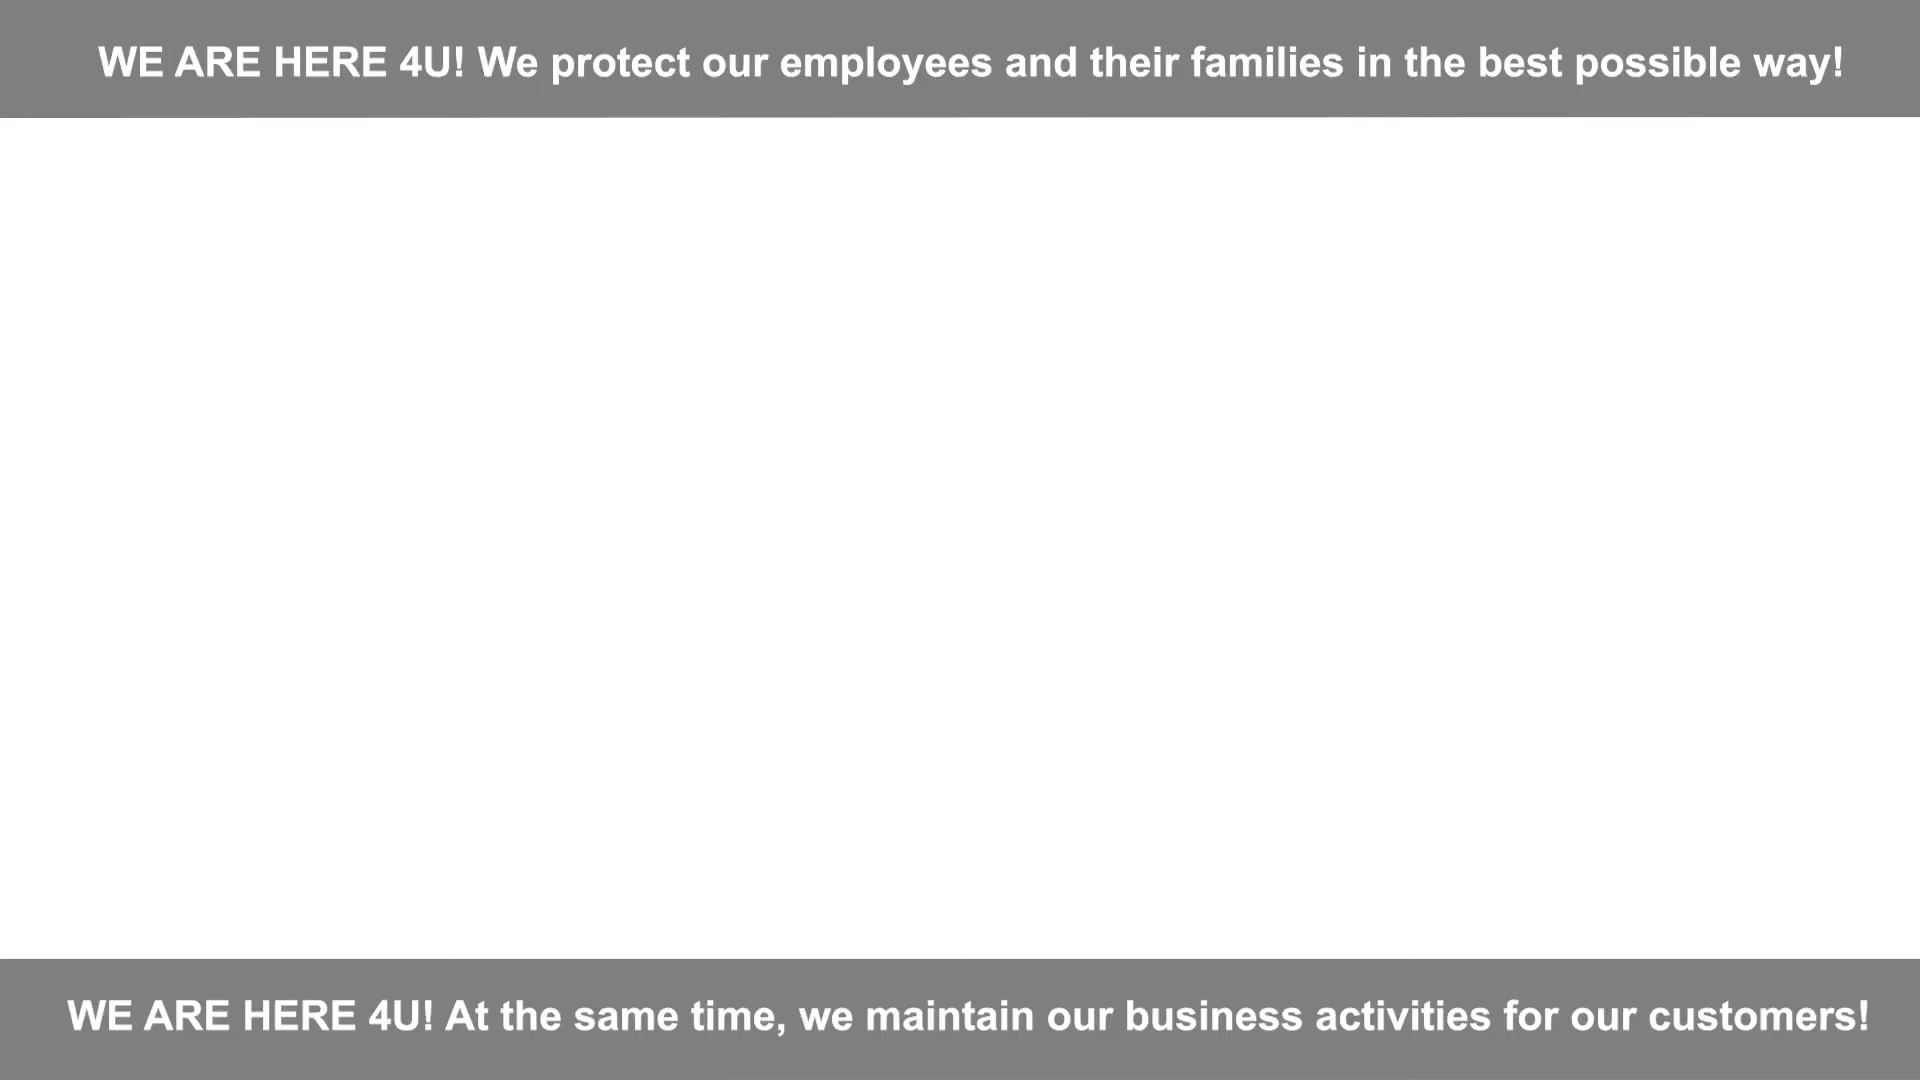 WE ARE HERE 4U! We protect our employees and their families in the best possible way!
WE ARE HERE 4U! At the same time, we maintain our business activities for our customers!